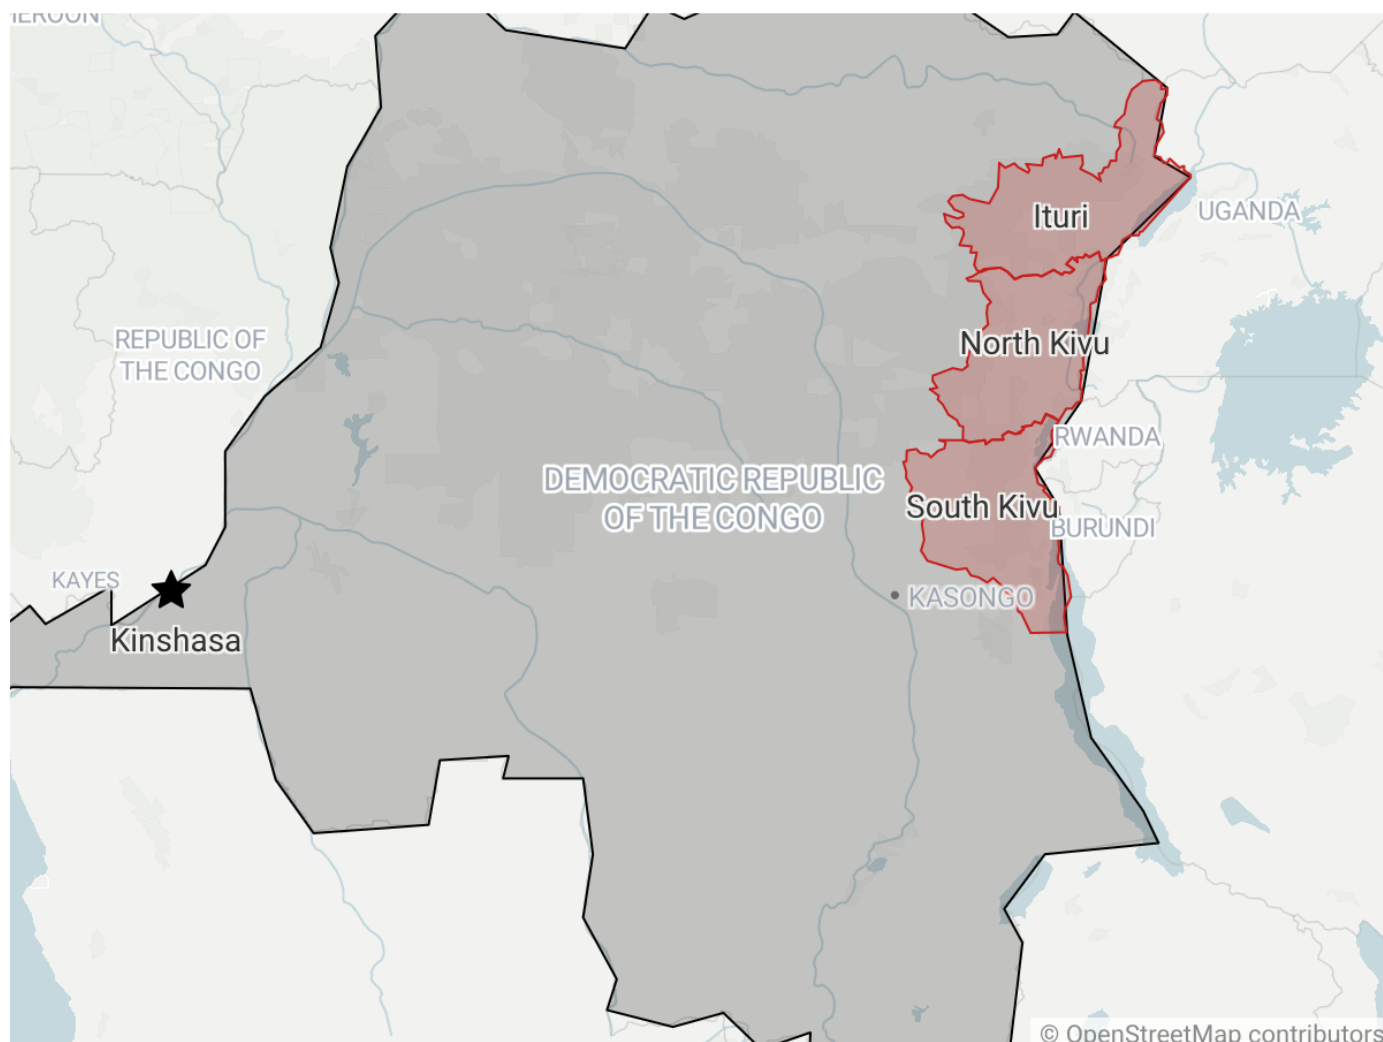 Ituri
UGANDA
REPUBLIC OF
THE CONGO
North Kivu
RWANDA
DEMOCRATIC REPUBLIC
OF THE CONGO
South Kivu
BURUNDI
KAYES
KASONGO
Kinshasa
© OpenStreetMap contributors